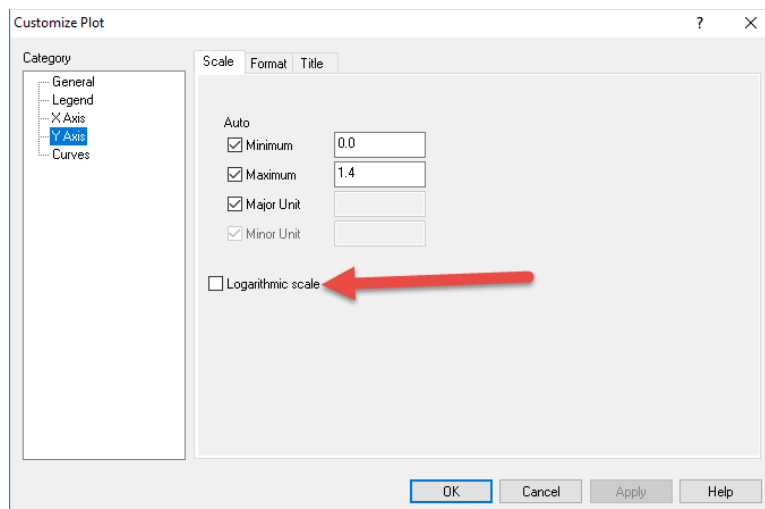 Customize Plot ?
Category
General
Legend
X Axis
Y Axis
Curves
Scale Format Title
Auto
Minimum 0.0
Maximum 1.4
Major Unit
Minor Unit
Logarithmic scale
OK Cancel Apply Help